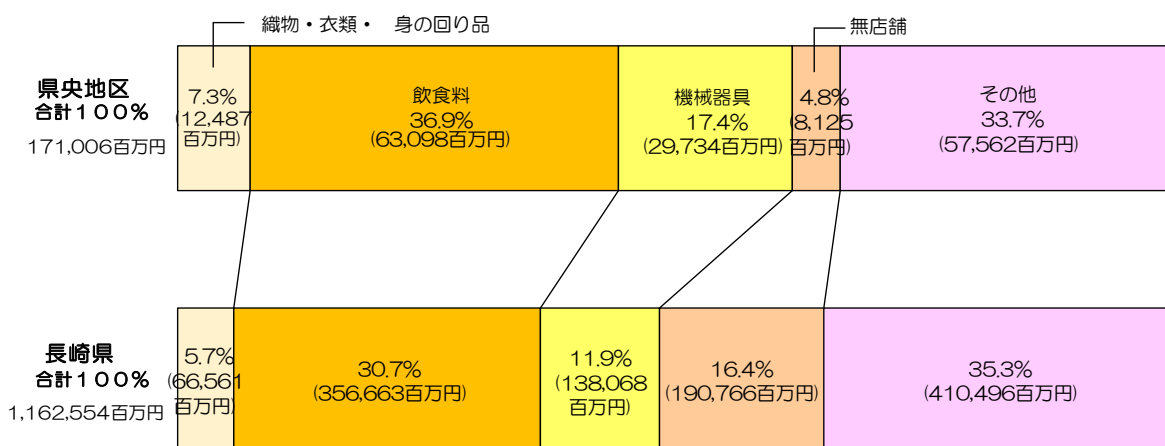 織物・衣類・　身の回り品
無店舗
県央地区
合計１００％
171,006百万円
7.3%
(12,487
百万円)
飲食料
36.9%
(63,098百万円)
機械器具
17.4%
(29,734百万円)
4.8%
(8,125
百万円)
その他
33.7%
(57,562百万円)
長崎県
合計１００％
1,162,554百万円
5.7%
(66,561
百万円)
30.7%
(356,663百万円)
11.9%
(138,068
百万円)
16.4%
(190,766百万円)
35.3%
(410,496百万円)